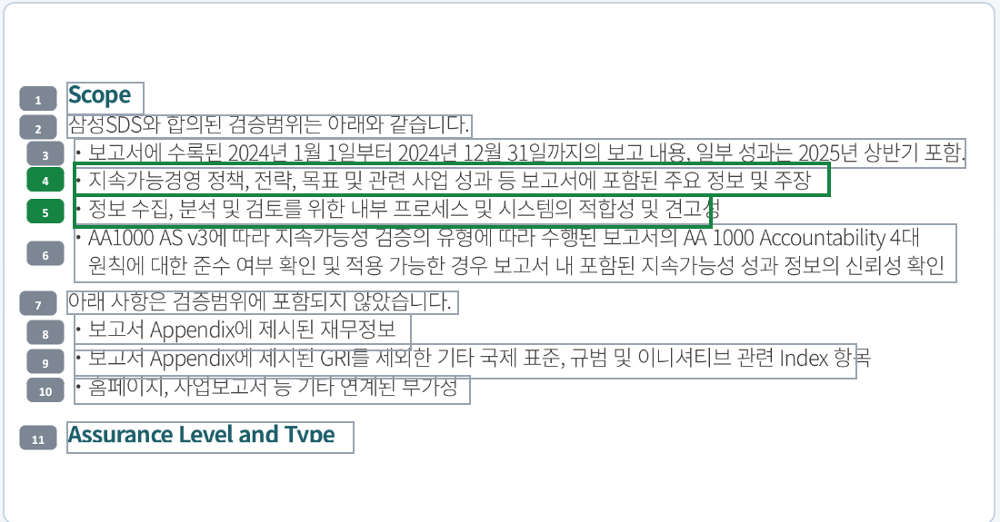 1 Scope
2 삼성SDS와 합의된 검증범위는 아래와 같습니다.
3 • 보고서에 수록된 2024년 1월 1일부터 2024년 12월 31일까지의 보고 내용, 일부 성과는 2025년 상반기 포함.
4 • 지속가능경영 정책, 전략, 목표 및 관련 사업 성과 등 보고서에 포함된 주요 정보 및 주장
5 • 정보 수집, 분석 및 검토를 위한 내부 프로세스 및 시스템의 적합성 및 견고성
6 • AA1000 AS v3에 따라 지속가능성 검증의 유형에 따라 수행된 보고서의 AA 1000 Accountability 4대
원칙에 대한 준수 여부 확인 및 적용 가능한 경우 보고서 내 포함된 지속가능성 성과 정보의 신뢰성 확인
7 아래 사항은 검증범위에 포함되지 않았습니다.
8 • 보고서 Appendix에 제시된 재무정보
9 • 보고서 Appendix에 제시된 GRI를 제외한 기타 국제 표준, 규범 및 이니셔티브 관련 Index 항목
10 • 홈페이지, 사업보고서 등 기타 연계된 부가정
11 Assurance Level and Type